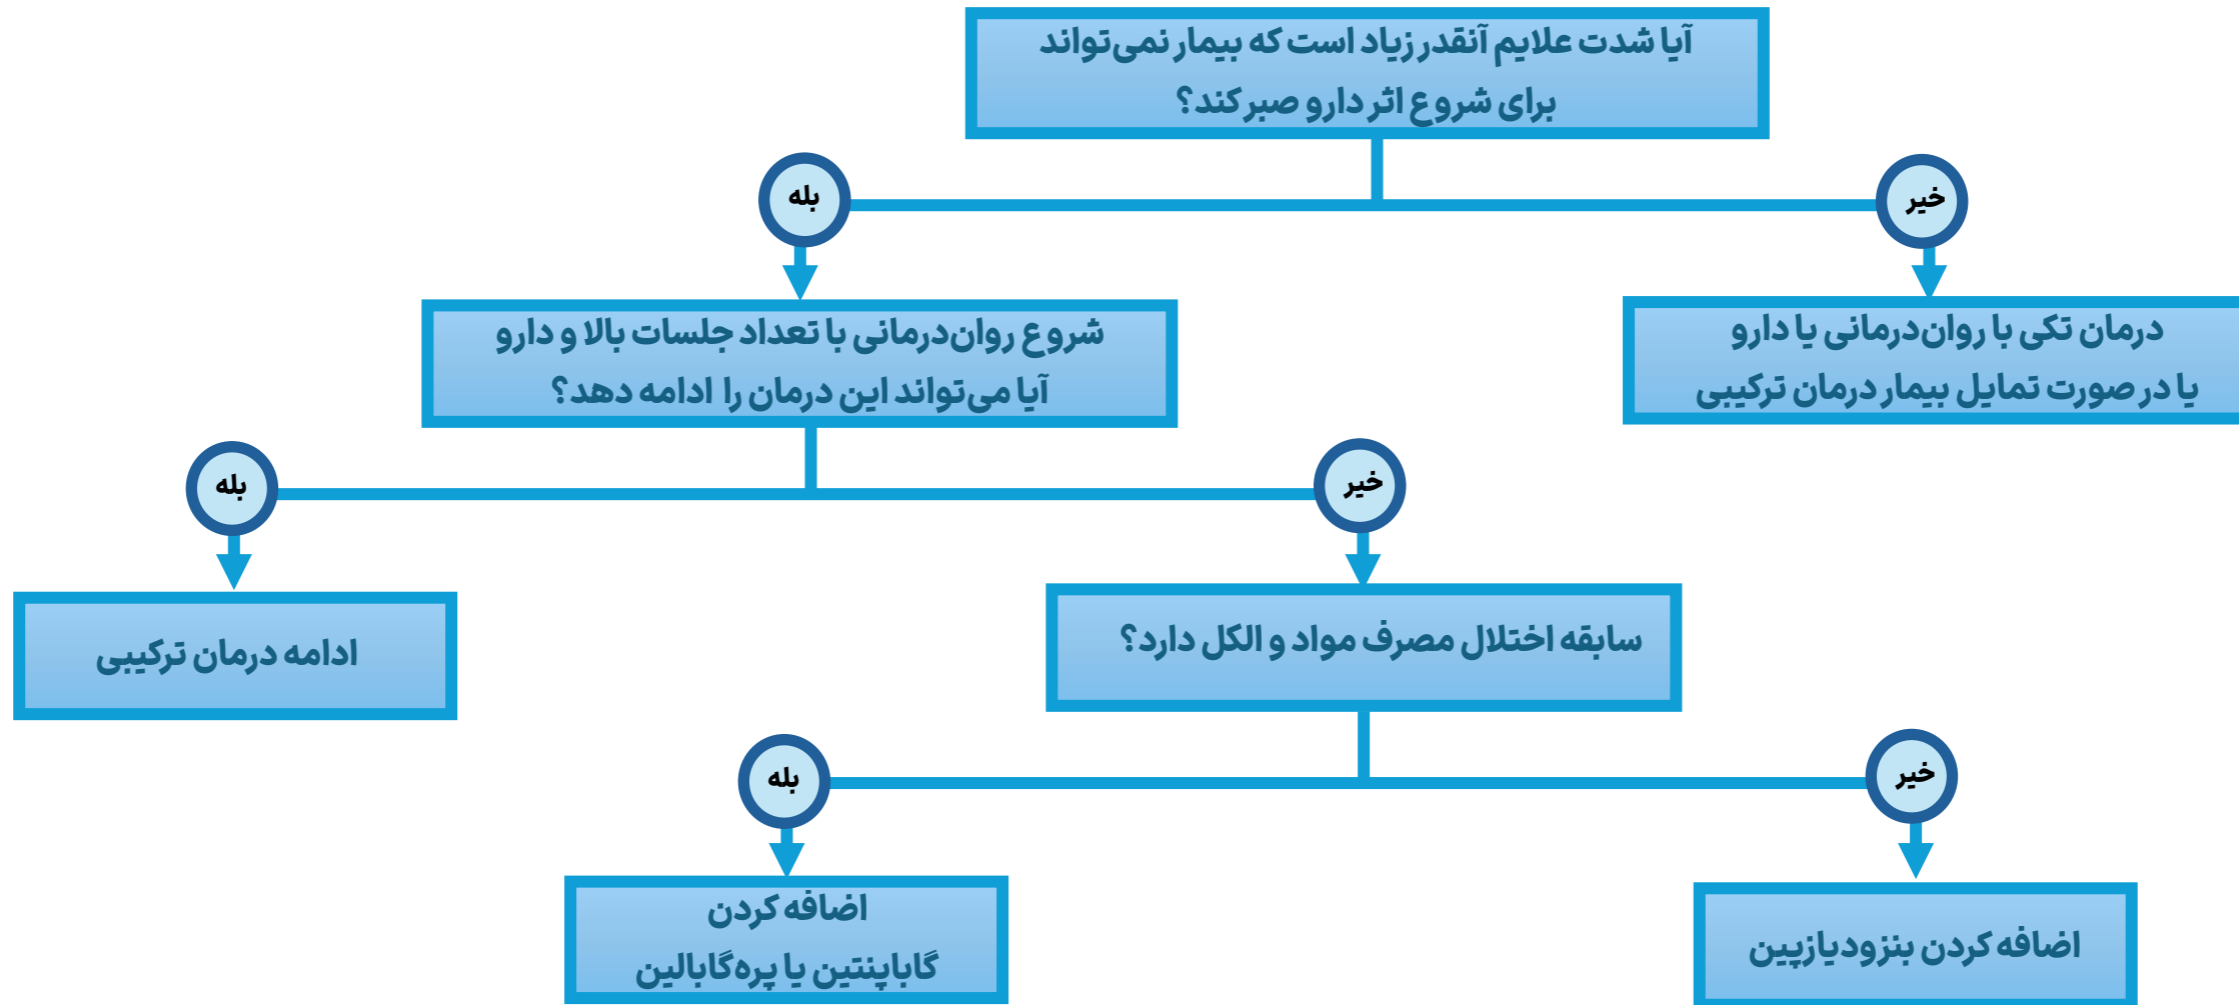 آیا شدت علایم آنقدر زیاد است که بیمار نمی‌تواند
برای شروع اثر دارو صبر کند؟
خیر
بله
درمان تکی با روان‌درمانی یا دارو
یا در صورت تمایل بیمار درمان ترکیبی
شروع روان‌درمانی با تعداد جلسات بالا و دارو
آیا می‌تواند این درمان را ادامه دهد؟
خیر
بله
سابقه اختلال مصرف مواد و الکل دارد؟
ادامه درمان ترکیبی
خیر
بله
اضافه کردن بنزودیازپین
اضافه کردن
گاباپنتین یا پره‌گابالین